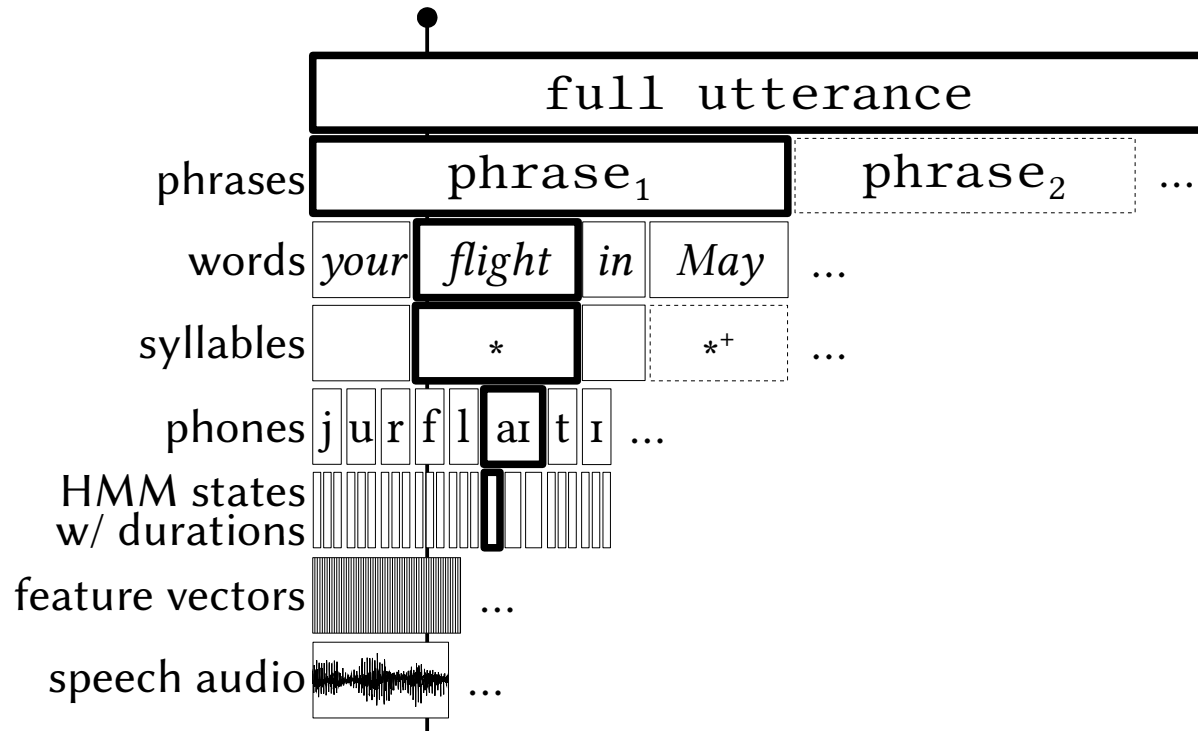 full utterance
phrases phrase₁ phrase₂ ...
words your flight in May ...
syllables * *⁺ ...
phones j u r f l aɪ t ɪ ...
HMM states
w/ durations
feature vectors ...
speech audio ...